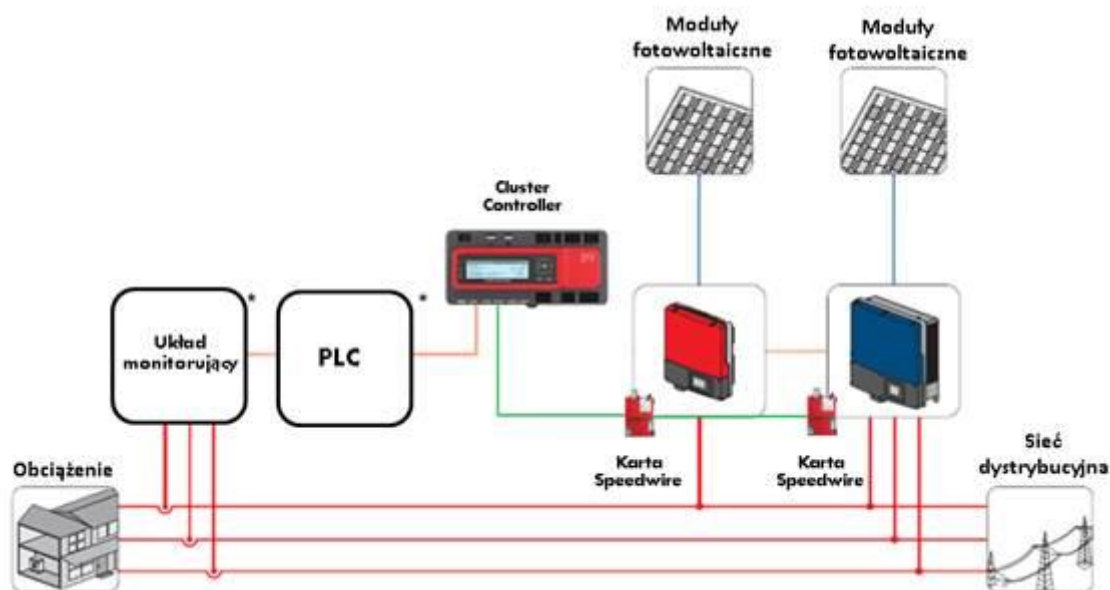 Moduły
fotowoltaiczne
Moduły
fotowoltaiczne
Cluster
Controller
*
*
Układ
monitorujący
PLC
Karta
Speedwire
Karta
Speedwire
Obciążenie
Sieć
dystrybucyjna